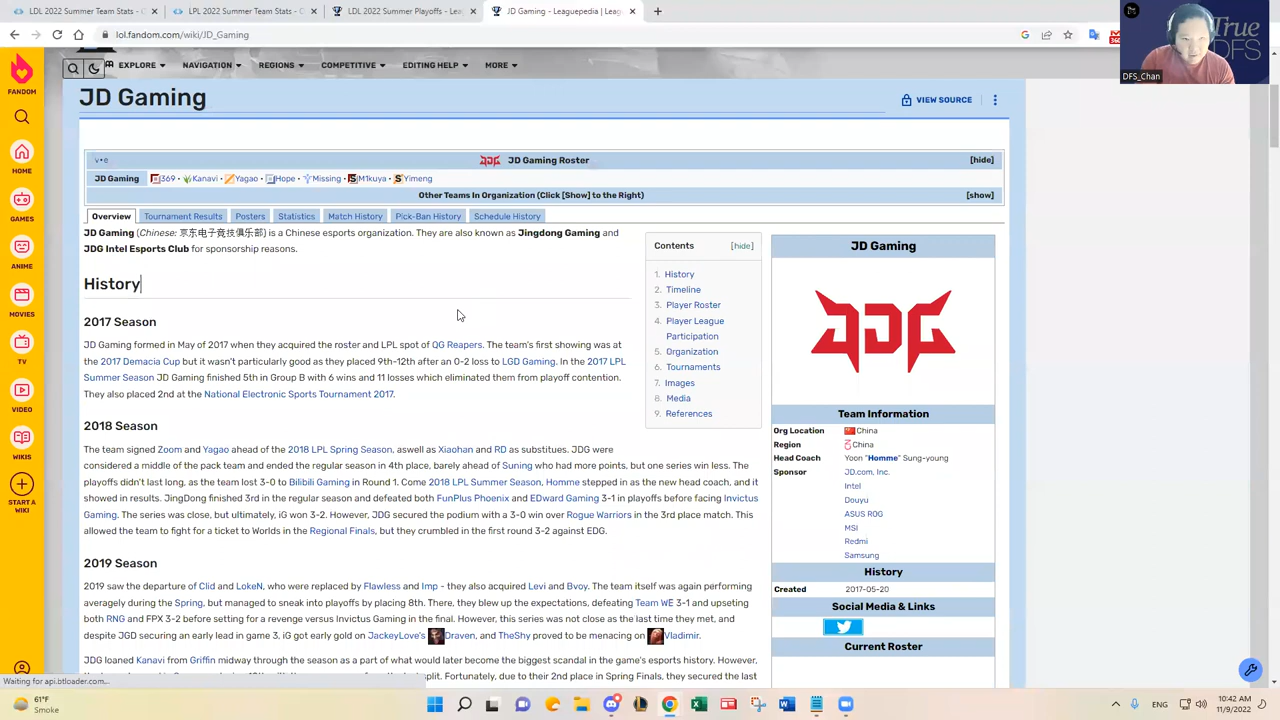 LDL 2022 Summer Team Stats - C
LPL 2022 Summer Team Stats - C
LDL 2022 Summer Playoffs - Lea
JD Gaming - Leaguepedia | Leag
lol.fandom.com/wiki/JD_Gaming
True
DFS
DFS_Chan
FANDOM
HOME
GAMES
ANIME
MOVIES
TV
VIDEO
WIKIS
START A
WIKI
EXPLORE NAVIGATION REGIONS COMPETITIVE EDITING HELP MORE
JD Gaming
VIEW SOURCE
v•e JD Gaming Roster [hide]
JD Gaming 369 • Kanavi • Yagao • Hope • Missing • M1kuya • Yimeng
Other Teams In Organization (Click [Show] to the Right) [show]
Overview Tournament Results Posters Statistics Match History Pick-Ban History Schedule History
JD Gaming (Chinese: 京东电子竞技俱乐部) is a Chinese esports organization. They are also known as Jingdong Gaming and
JDG Intel Esports Club for sponsorship reasons.
Contents [hide]
1. History
2. Timeline
3. Player Roster
4. Player League
Participation
5. Organization
6. Tournaments
7. Images
8. Media
9. References
History
2017 Season
JD Gaming formed in May of 2017 when they acquired the roster and LPL spot of QG Reapers. The team's first showing was at
the 2017 Demacia Cup but it wasn't particularly good as they placed 9th-12th after an 0-2 loss to LGD Gaming. In the 2017 LPL
Summer Season JD Gaming finished 5th in Group B with 6 wins and 11 losses which eliminated them from playoff contention.
They also placed 2nd at the National Electronic Sports Tournament 2017.
2018 Season
The team signed Zoom and Yagao ahead of the 2018 LPL Spring Season, aswell as Xiaohan and RD as substitues. JDG were
considered a middle of the pack team and ended the regular season in 4th place, barely ahead of Suning who had more points, but one series win less. The
playoffs didn't last long, as the team lost 3-0 to Bilibili Gaming in Round 1. Come 2018 LPL Summer Season, Homme stepped in as the new head coach, and it
showed in results. JingDong finished 3rd in the regular season and defeated both FunPlus Phoenix and EDward Gaming 3-1 in playoffs before facing Invictus
Gaming. The series was close, but ultimately, iG won 3-2. However, JDG secured the podium with a 3-0 win over Rogue Warriors in the 3rd place match. This
allowed the team to fight for a ticket to Worlds in the Regional Finals, but they crumbled in the first round 3-2 against EDG.
2019 Season
2019 saw the departure of Clid and LokeN, who were replaced by Flawless and Imp - they also acquired Levi and Bvoy. The team itself was again performing
averagely during the Spring, but managed to sneak into playoffs by placing 8th. There, they blew up the expectations, defeating Team WE 3-1 and upseting
both RNG and FPX 3-2 before setting for a revenge versus Invictus Gaming in the final. However, this series was not close as the last time they met, and
despite JGD securing an early lead in game 3, iG got early gold on JackeyLove's Draven, and TheShy proved to be menacing on Vladimir.
JDG loaned Kanavi from Griffin midway through the season as a part of what would later become the biggest scandal in the game's esports history. However,
JD Gaming
JDG
Team Information
Org Location China
Region China
Head Coach Yoon "Homme" Sung-young
Sponsor JD.com, Inc.
Intel
Douyu
ASUS ROG
MSI
Redmi
Samsung
History
Created 2017-05-20
Social Media & Links
Current Roster
Waiting for api.btloader.com...
61°F
Smoke
ENG
10:42 AM
11/9/2022